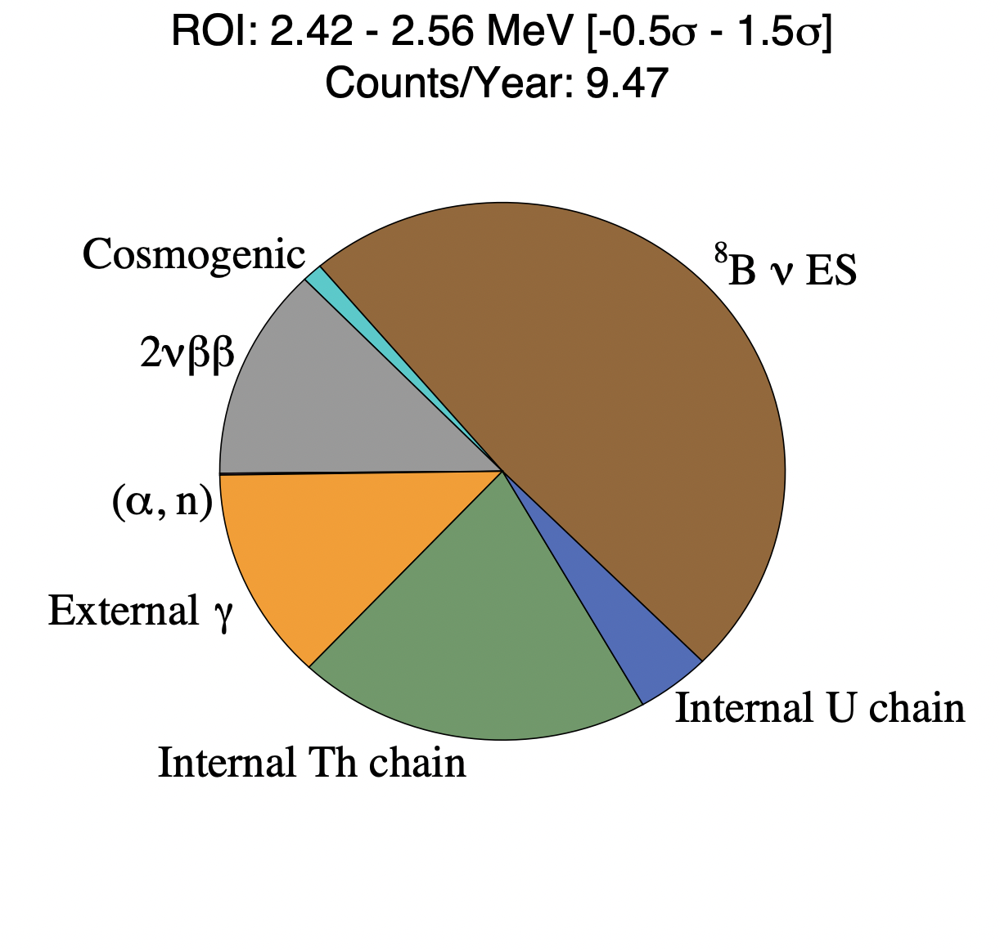 ROI: 2.42 - 2.56 MeV [-0.5σ - 1.5σ]
Counts/Year: 9.47
Cosmogenic
⁸B ν ES
2νββ
(α, n)
External γ
Internal U chain
Internal Th chain